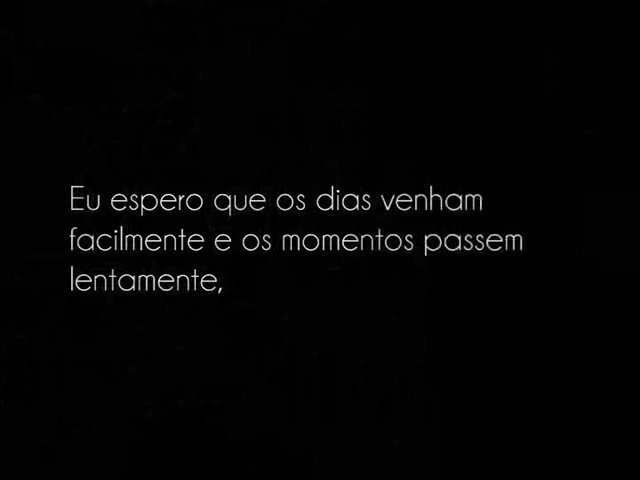 Eu espero que os dias venham
facilmente e os momentos passem
lentamente,